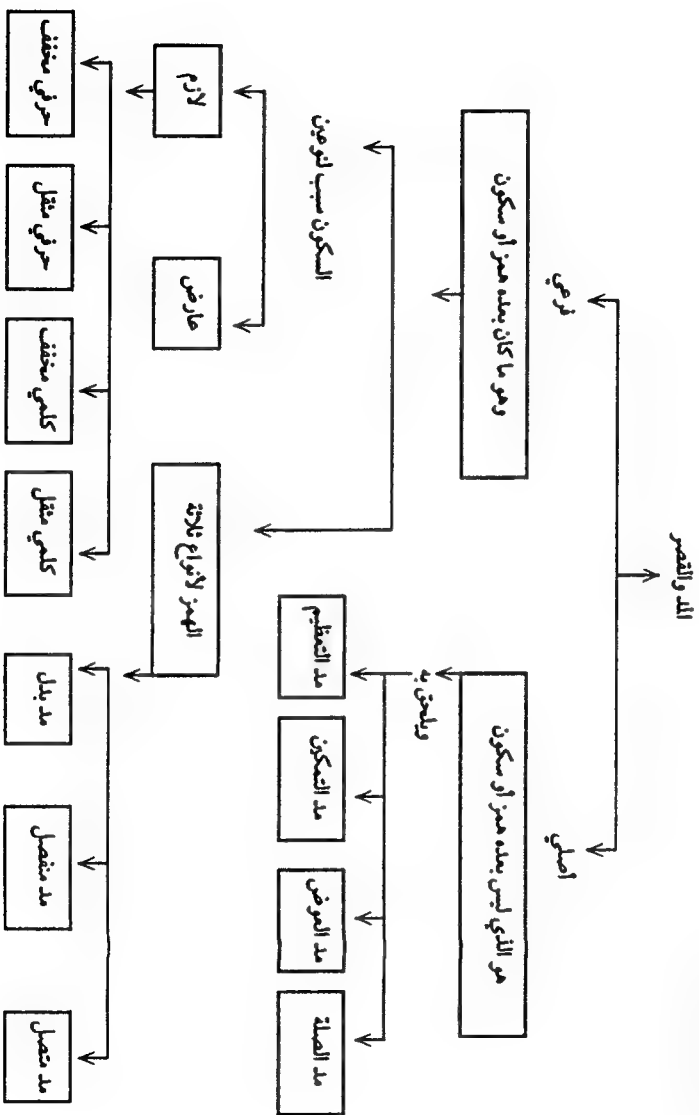 المد والقصر
أصلي
فرعي
هو الذي ليس بعده همز أو سكون
وهو ما كان بعده همز أو سكون
ويلحق به
مد الصلة
مد العوض
مد التمكين
مد التعظيم
الهمز لأنواع ثلاثة
السكون سبب لنوعين
عارض
لازم
مد متصل
مد منفصل
مد بدل
كلمي مثقل
كلمي مخفف
حرفي مثقل
حرفي مخفف